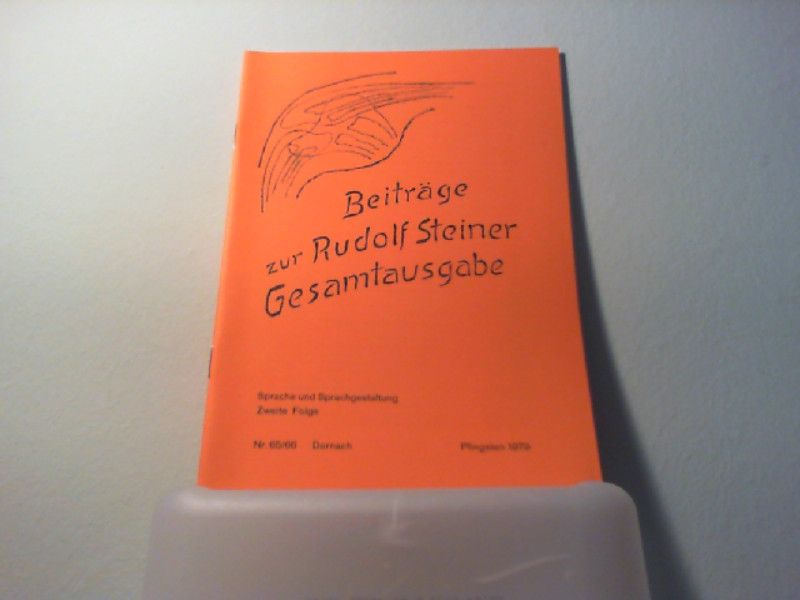 Beiträge
zur Rudolf Steiner
Gesamtausgabe
Sprache und Sprachgestaltung
Zweite Folge
Nr. 65/66 Dornach Pfingsten 1979